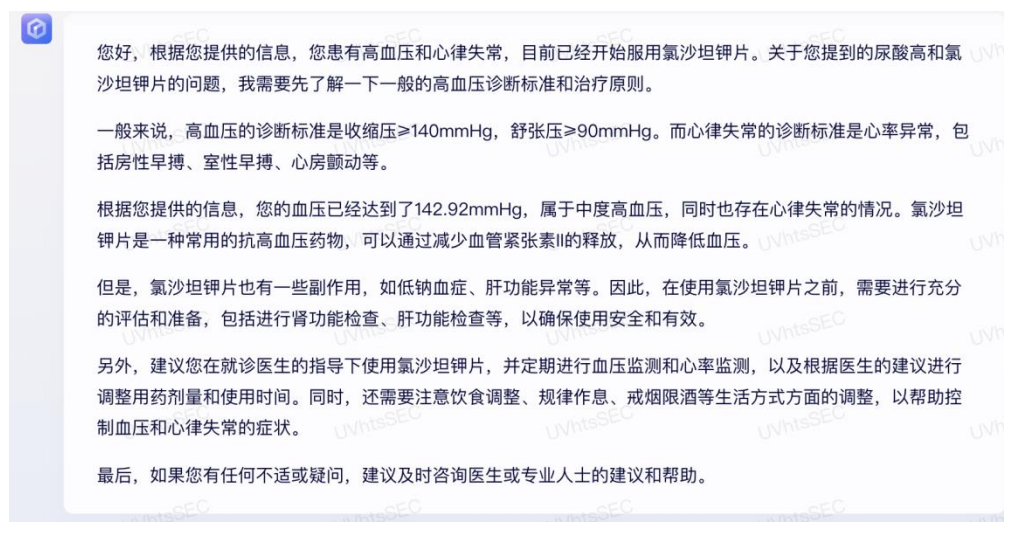 您好，根据您提供的信息，您患有高血压和心律失常，目前已经开始服用氯沙坦钾片。关于您提到的尿酸高和氯
沙坦钾片的问题，我需要先了解一下一般的高血压诊断标准和治疗原则。
一般来说，高血压的诊断标准是收缩压≥140mmHg，舒张压≥90mmHg。而心律失常的诊断标准是心率异常，包
括房性早搏、室性早搏、心房颤动等。
根据您提供的信息，您的血压已经达到了142.92mmHg，属于中度高血压，同时也存在心律失常的情况。氯沙坦
钾片是一种常用的抗高血压药物，可以通过减少血管紧张素II的释放，从而降低血压。
但是，氯沙坦钾片也有一些副作用，如低钠血症、肝功能异常等。因此，在使用氯沙坦钾片之前，需要进行充分
的评估和准备，包括进行肾功能检查、肝功能检查等，以确保使用安全和有效。
另外，建议您在就诊医生的指导下使用氯沙坦钾片，并定期进行血压监测和心率监测，以及根据医生的建议进行
调整用药剂量和使用时间。同时，还需要注意饮食调整、规律作息、戒烟限酒等生活方式方面的调整，以帮助控
制血压和心律失常的症状。
最后，如果您有任何不适或疑问，建议及时咨询医生或专业人士的建议和帮助。